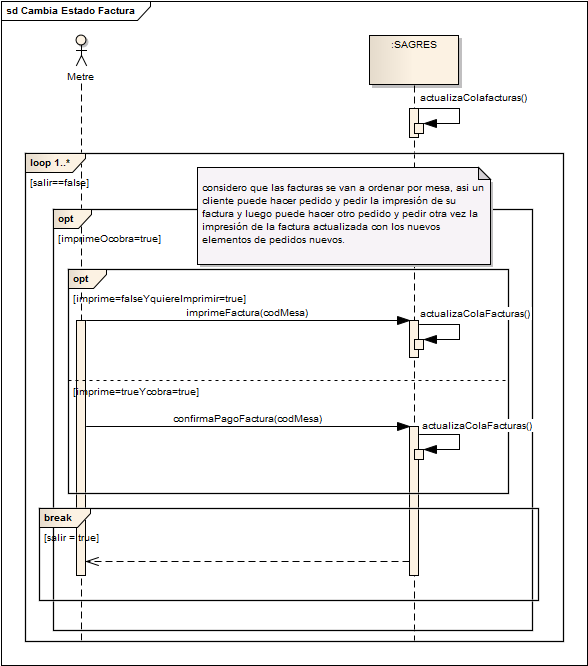 sd Cambia Estado Factura
Metre
:SAGRES
actualizaColafacturas()
loop 1..*
[salir==false]
considero que las facturas se van a ordenar por mesa, asi un
cliente puede hacer pedido y pedir la impresión de su
factura y luego puede hacer otro pedido y pedir otra vez la
impresión de la factura actualizada con los nuevos
elementos de pedidos nuevos.
opt
[imprimeOcobra=true]
opt
[imprime=falseYquiereImprimir=true]
imprimeFactura(codMesa)
actualizaColaFacturas()
[imprime=trueYcobra=true]
confirmaPagoFactura(codMesa)
actualizaColaFacturas()
break
[salir = true]